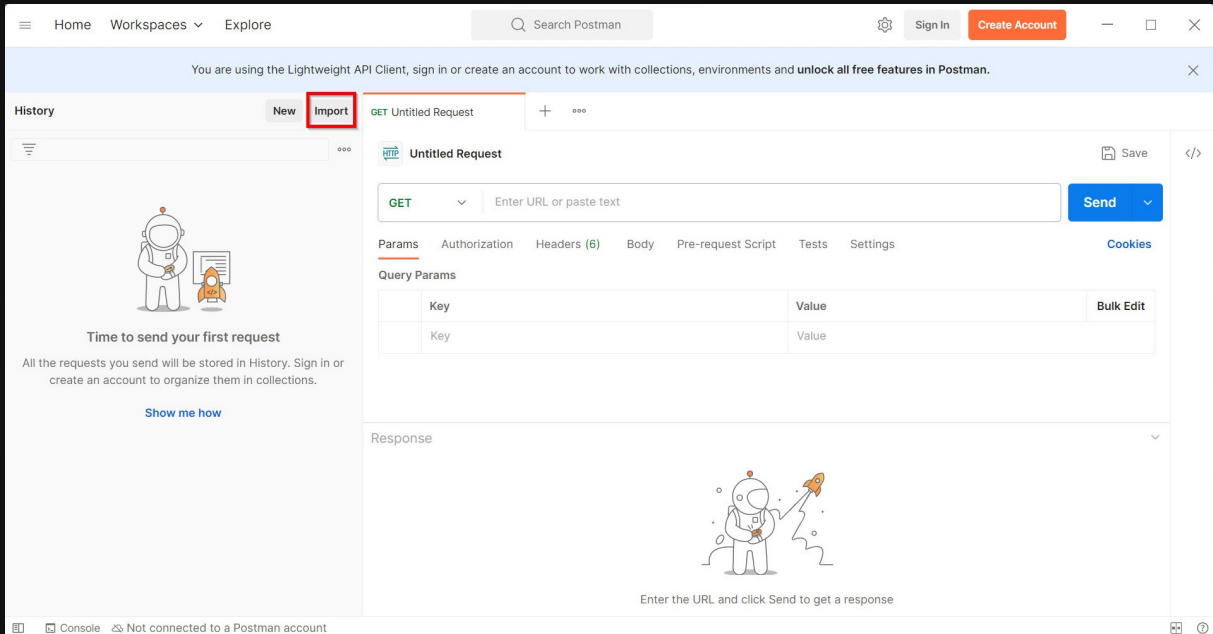 Home Workspaces Explore Search Postman Sign In Create Account
You are using the Lightweight API Client, sign in or create an account to work with collections, environments and unlock all free features in Postman.
History New Import GET Untitled Request
HTTP Untitled Request Save </>
GET Enter URL or paste text Send
Params Authorization Headers (6) Body Pre-request Script Tests Settings Cookies
Query Params
Key Value Bulk Edit
Key Value
</>
Time to send your first request
All the requests you send will be stored in History. Sign in or
create an account to organize them in collections.
Show me how
Response
Enter the URL and click Send to get a response
Console Not connected to a Postman account